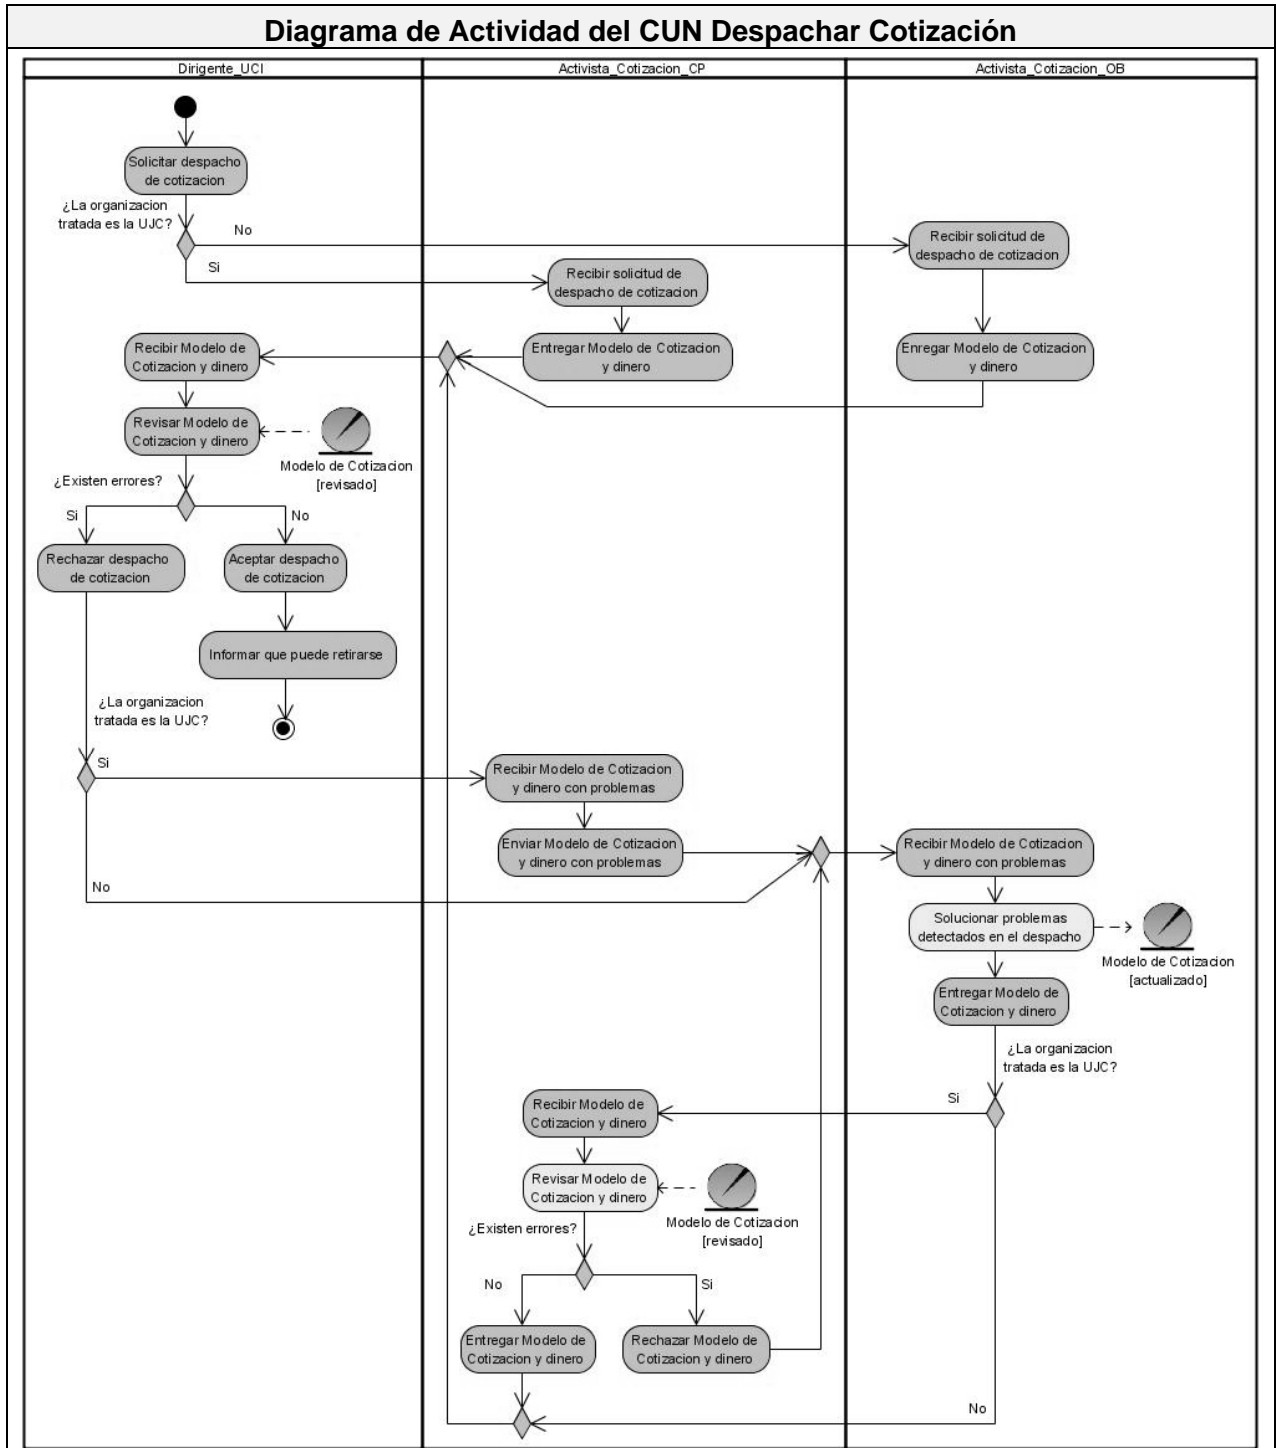 Diagrama de Actividad del CUN Despachar Cotización
Dirigente_UCI
Activista_Cotizacion_CP
Activista_Cotizacion_OB
Solicitar despacho
de cotizacion
¿La organizacion
tratada es la UJC?
No
Si
Recibir solicitud de
despacho de cotizacion
Recibir solicitud de
despacho de cotizacion
Recibir Modelo de
Cotizacion y dinero
Entregar Modelo de Cotizacion
y dinero
Enregar Modelo de Cotizacion
y dinero
Revisar Modelo de
Cotizacion y dinero
Modelo de Cotizacion
[revisado]
¿Existen errores?
Si
No
Rechazar despacho
de cotizacion
Aceptar despacho
de cotizacion
Informar que puede retirarse
¿La organizacion
tratada es la UJC?
Si
Recibir Modelo de Cotizacion
y dinero con problemas
Enviar Modelo de Cotizacion
y dinero con problemas
Recibir Modelo de Cotizacion
y dinero con problemas
No
Solucionar problemas
detectados en el despacho
Modelo de Cotizacion
[actualizado]
Entregar Modelo de
Cotizacion y dinero
¿La organizacion
tratada es la UJC?
Si
Recibir Modelo de
Cotizacion y dinero
Revisar Modelo de
Cotizacion y dinero
Modelo de Cotizacion
[revisado]
¿Existen errores?
No
Si
Entregar Modelo de
Cotizacion y dinero
Rechazar Modelo de
Cotizacion y dinero
No